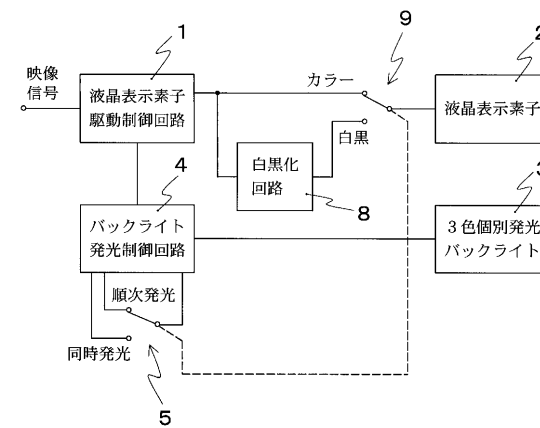 1
9
2
映像
信号
液晶表示素子
駆動制御回路
カラー
液晶表示素子
白黒
白黒化
回路
8
4
3
バックライト
発光制御回路
3色個別発光
バックライト
順次発光
同時発光
5